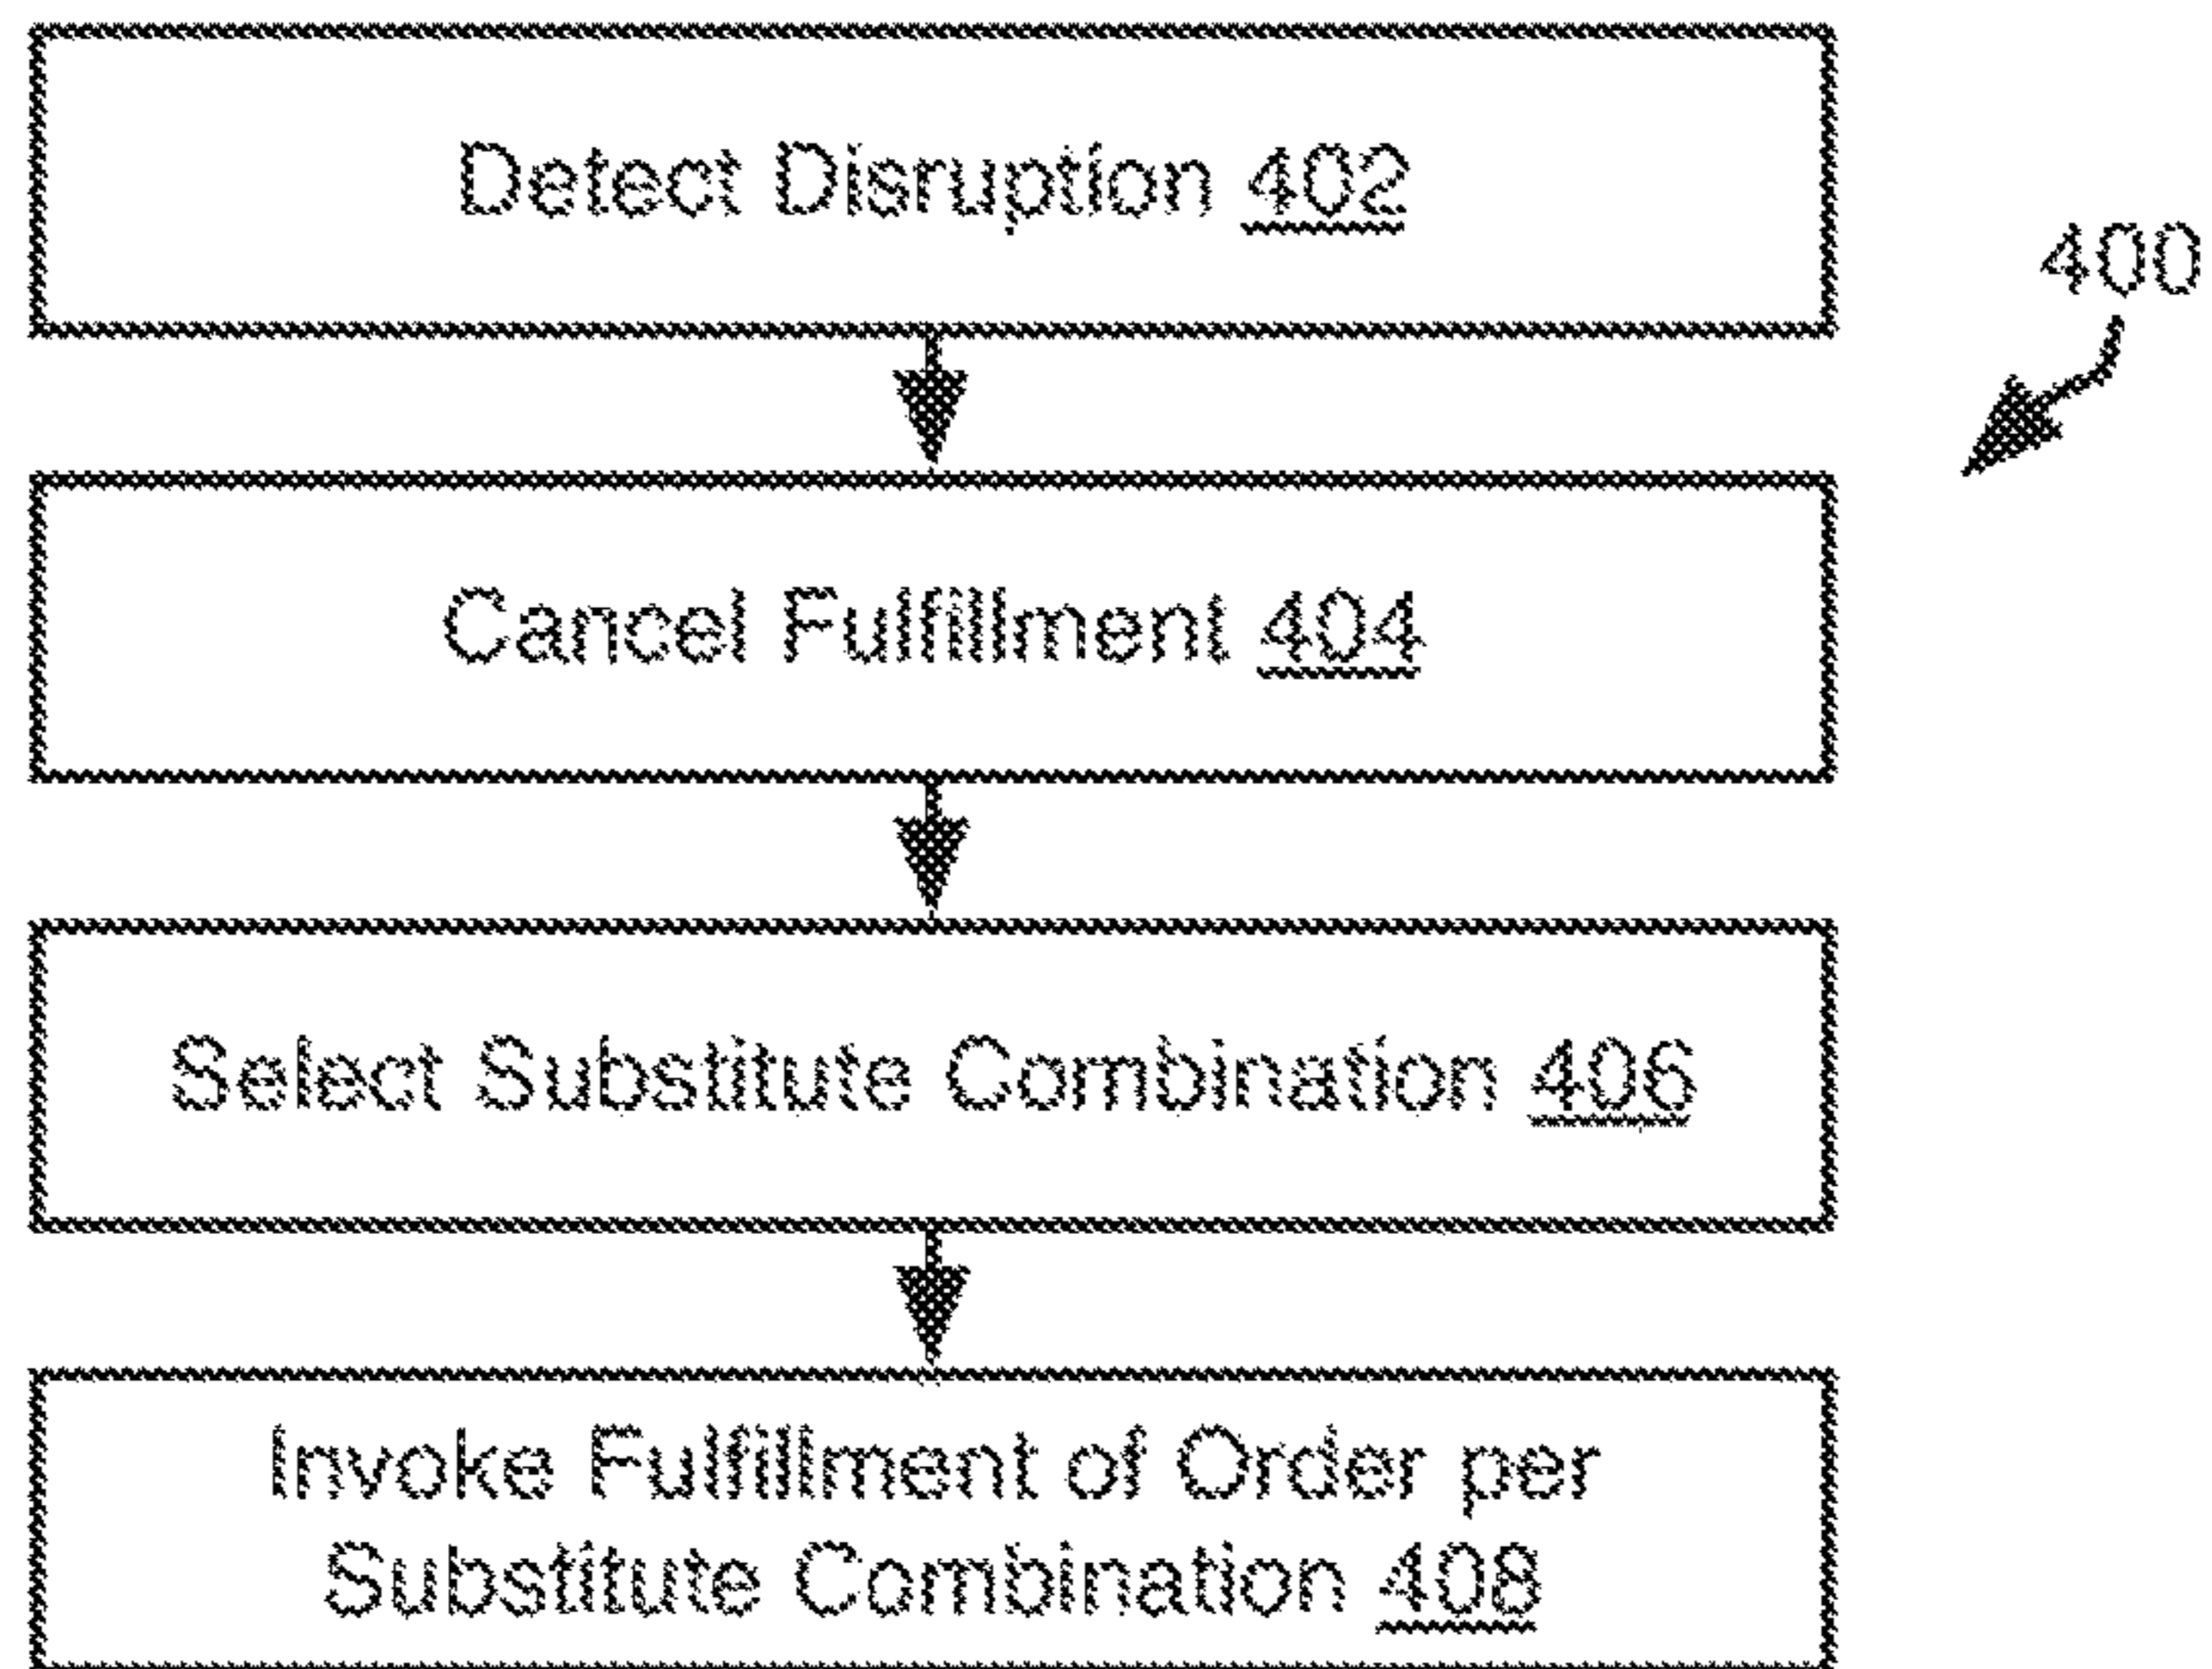 Detect Disruption 402
400
Cancel Fulfillment 404
Select Substitute Combination 406
Invoke Fulfillment of Order per
Substitute Combination 408